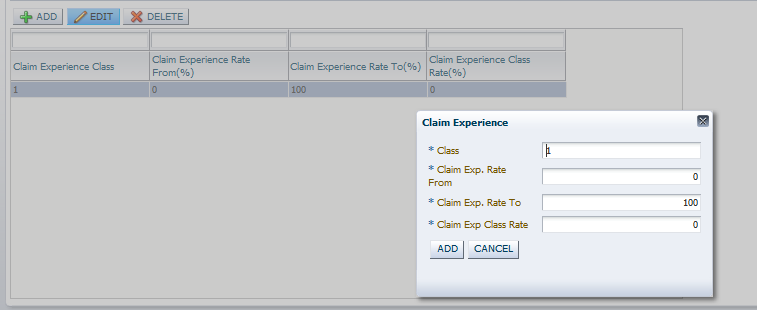 ADD EDIT DELETE
Claim Experience Class Claim Experience Rate From(%) Claim Experience Rate To(%) Claim Experience Class Rate(%)
1 0 100 0
Claim Experience
* Class 1
* Claim Exp. Rate From 0
* Claim Exp. Rate To 100
* Claim Exp Class Rate 0
ADD CANCEL